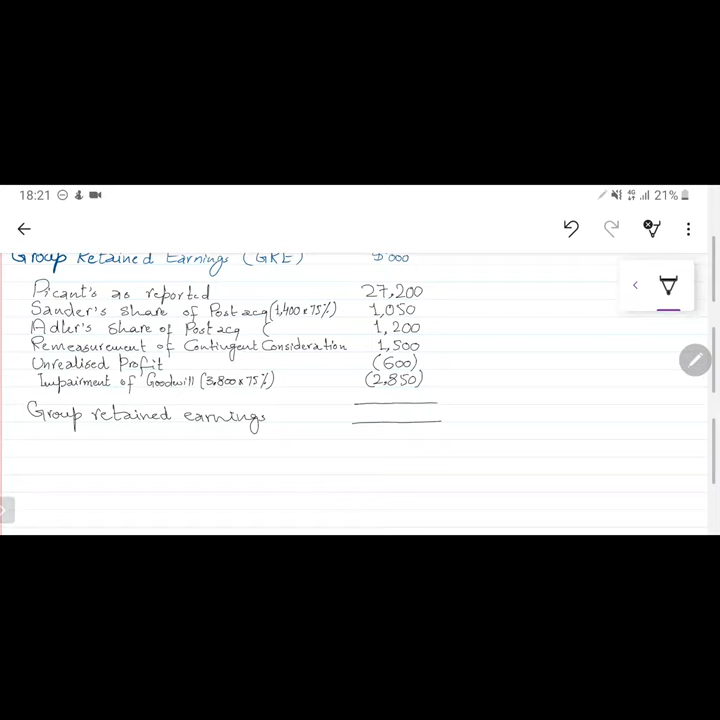 18:21 4G 21%
Group Retained Earnings (GRE) $'000
Picant's as reported 27,200
Sander's share of Post acq (1,400 x 75%) 1,050
Adler's share of Post acq ( 1,200
Remeasurement of Contingent Consideration 1,500
Unrealised Profit (600)
Impairment of Goodwill (3,800 x 75%) (2,850)
Group retained earnings